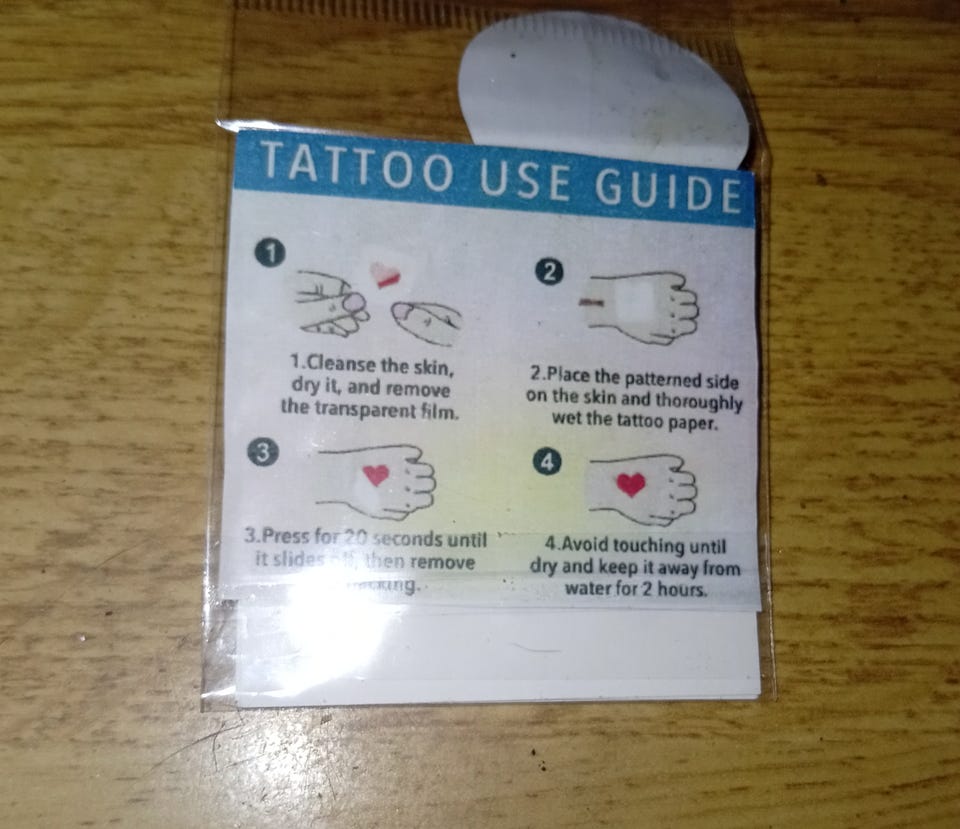 TATTOO USE GUIDE
1
1.Cleanse the skin,
dry it, and remove
the transparent film.
2
2.Place the patterned side
on the skin and thoroughly
wet the tattoo paper.
3
3.Press for 20 seconds until
it slides off, then remove
4
4.Avoid touching until
dry and keep it away from
water for 2 hours.